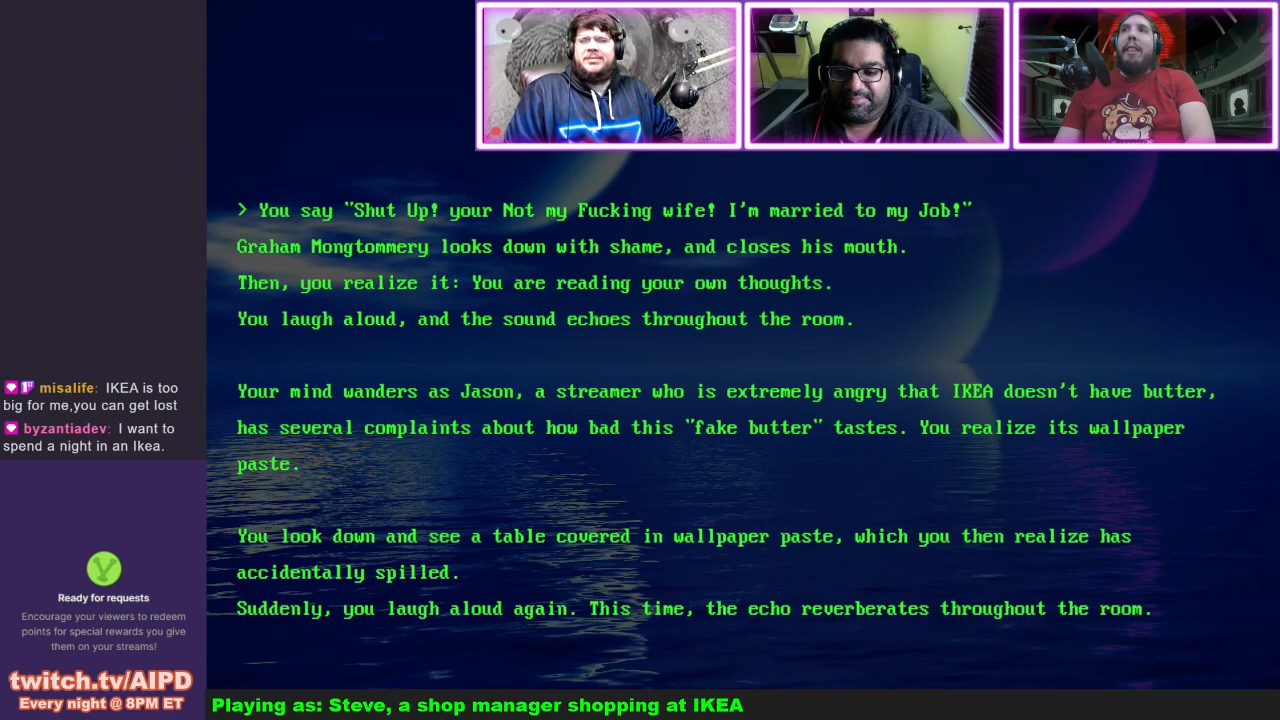 > You say "Shut Up! your Not my Fucking wife! I'm married to my Job!"
Graham Mongtommery looks down with shame, and closes his mouth.
Then, you realize it: You are reading your own thoughts.
You laugh aloud, and the sound echoes throughout the room.
Your mind wanders as Jason, a streamer who is extremely angry that IKEA doesn't have butter,
has several complaints about how bad this "fake butter" tastes. You realize its wallpaper
paste.
You look down and see a table covered in wallpaper paste, which you then realize has
accidentally spilled.
Suddenly, you laugh aloud again. This time, the echo reverberates throughout the room.
misalife: IKEA is too
big for me,you can get lost
byzantiadev: I want to
spend a night in an Ikea.
Ready for requests
Encourage your viewers to redeem
points for special rewards you give
them on your streams!
twitch.tv/AIPD
Every night @ 8PM ET
Playing as: Steve, a shop manager shopping at IKEA